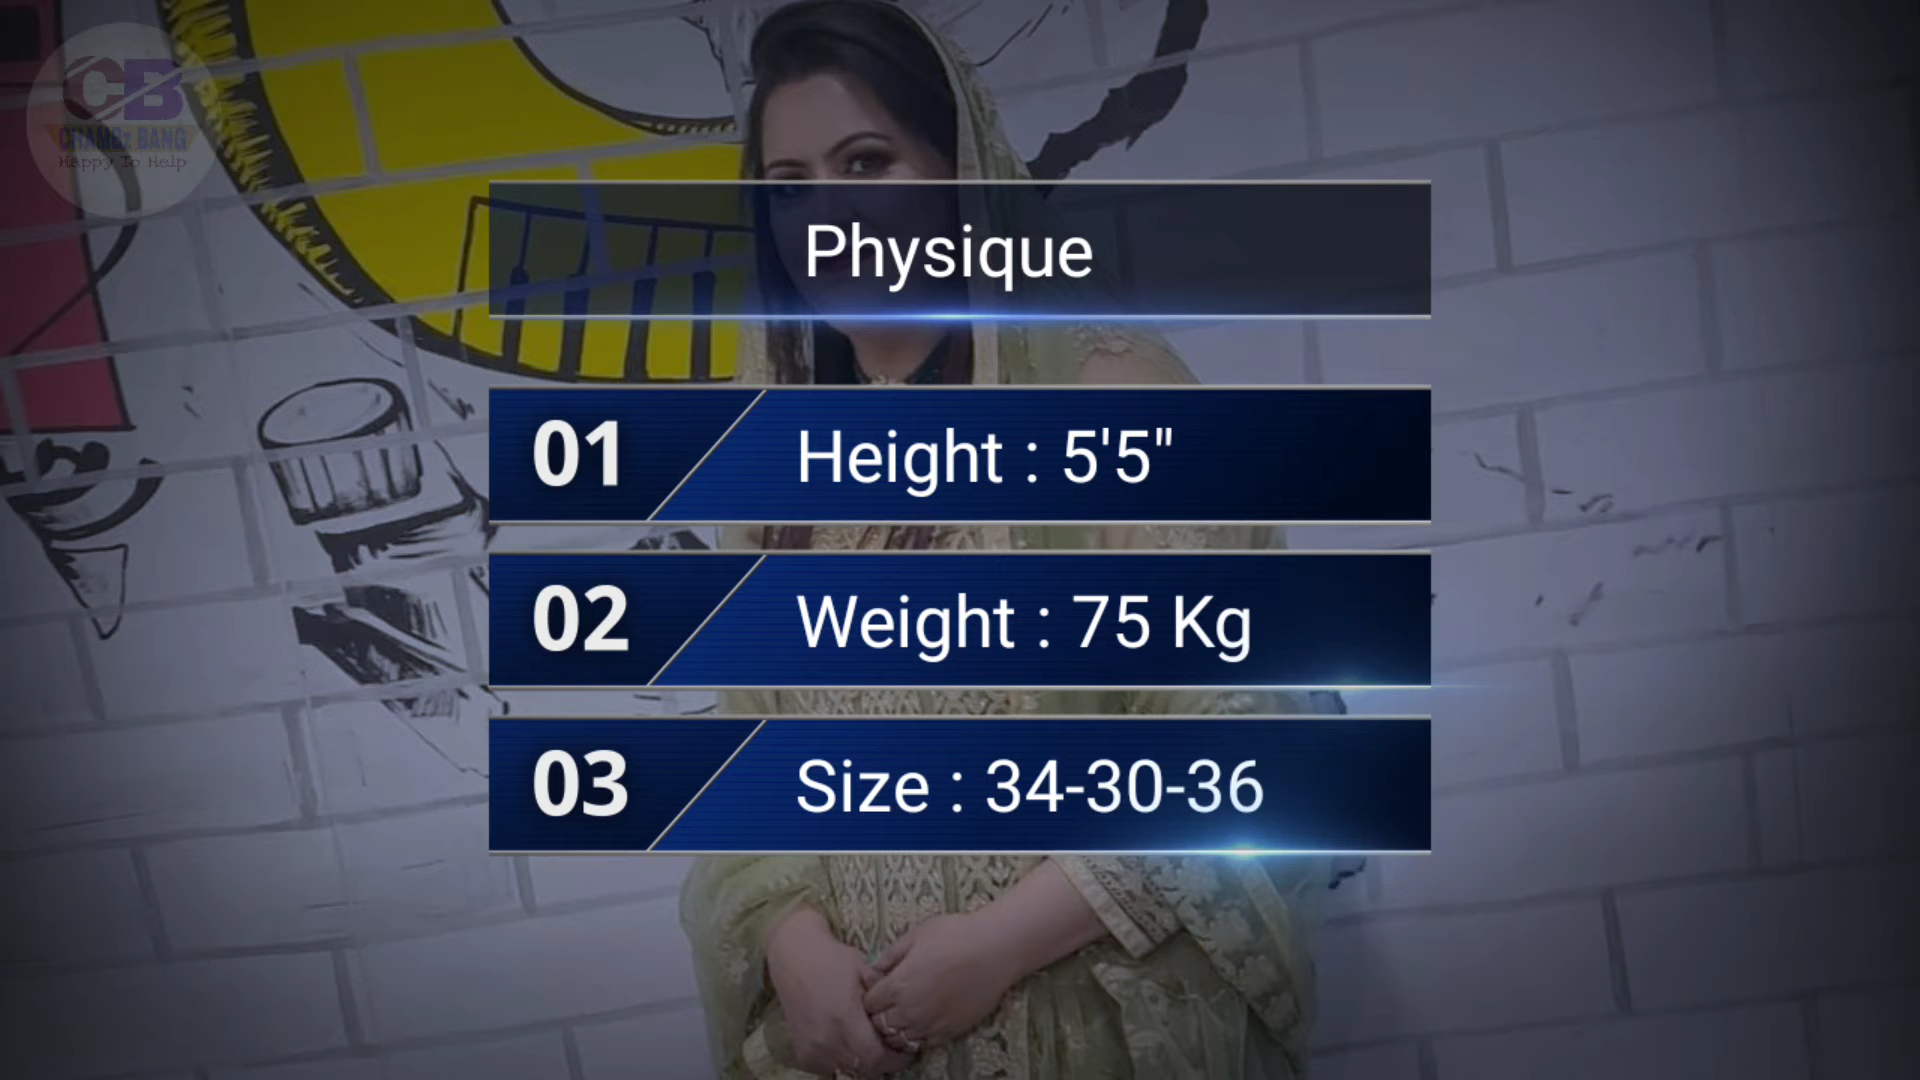 CB
CHAMBz BANG
Happy To Help
Physique
01 Height : 5'5"
02 Weight : 75 Kg
03 Size : 34-30-36